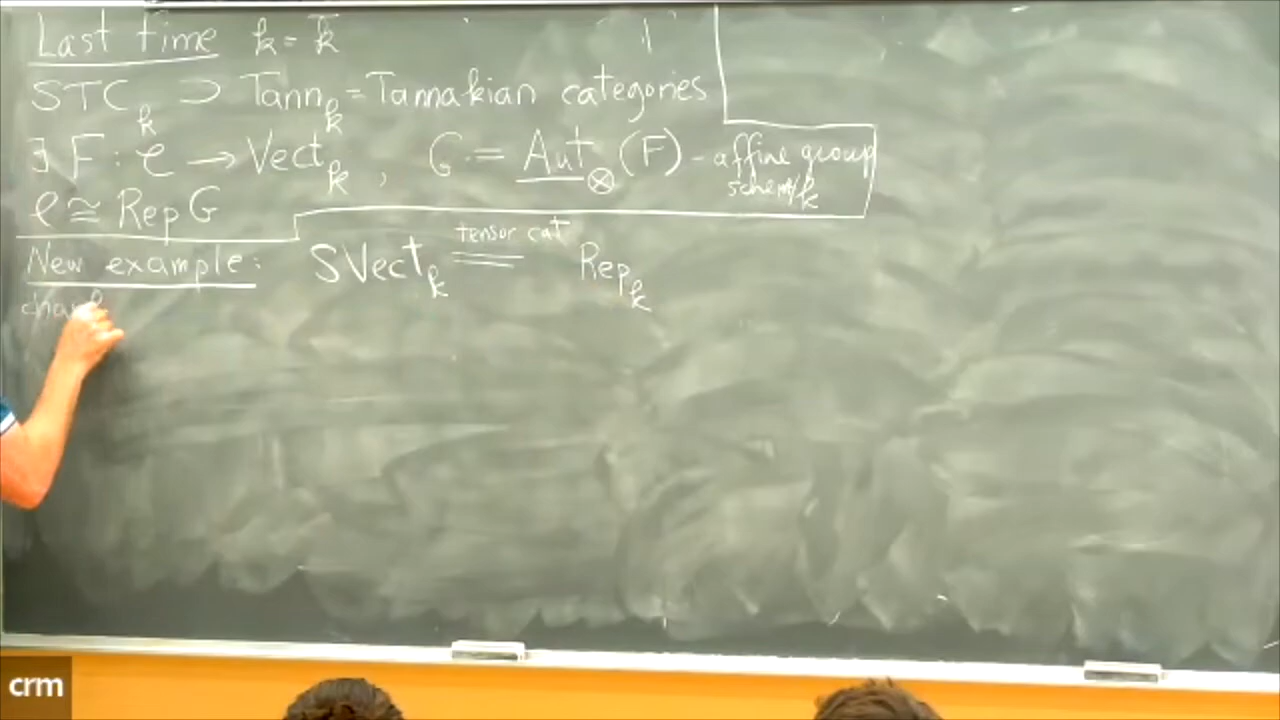 Last time k = k̄
STC_k ⊃ Tann_k = Tannakian categories
∃ F : 𝒞 → Vect_k , G := Aut_⊗ (F) - affine group scheme/k
𝒞 ≅ Rep G
New example: SVect_k =tensor cat= Rep_k
char
crm